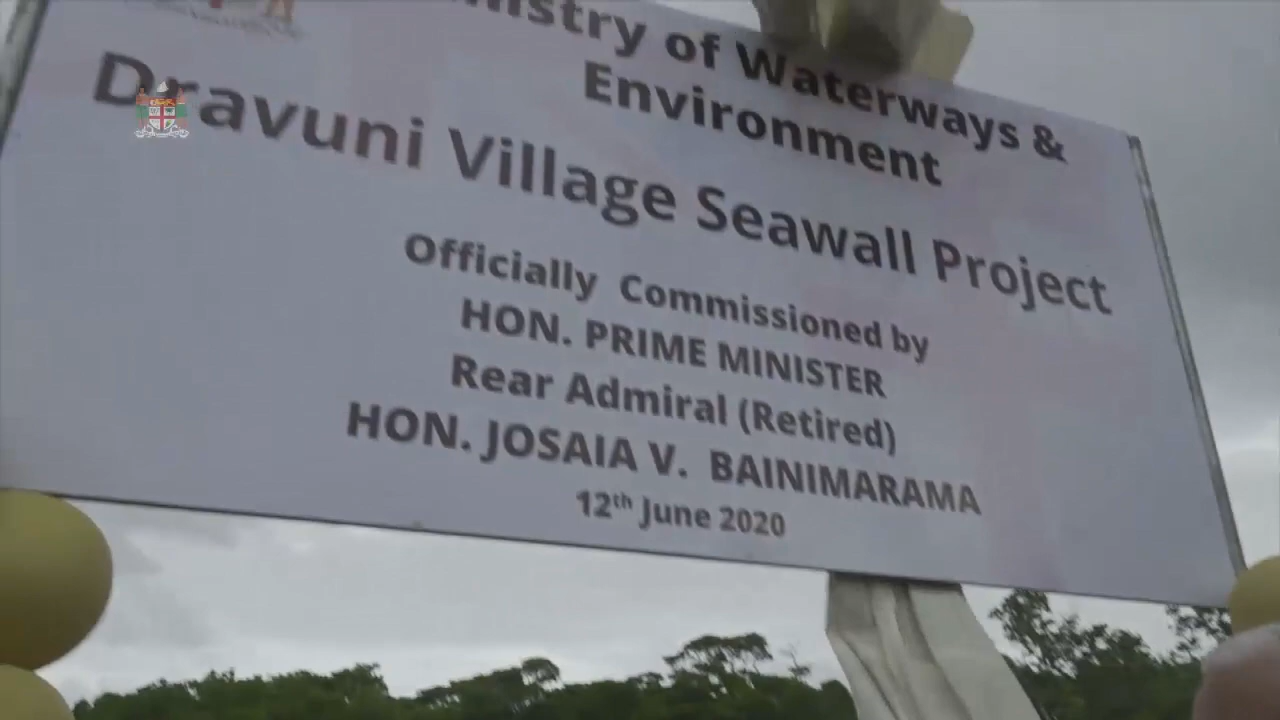 Ministry of Waterways &
Environment
Dravuni Village Seawall Project
Officially Commissioned by
HON. PRIME MINISTER
Rear Admiral (Retired)
HON. JOSAIA V. BAINIMARAMA
12th June 2020